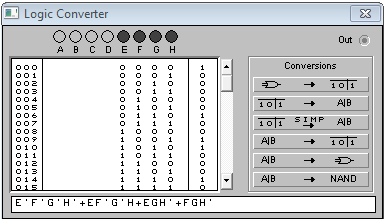 Logic Converter
A B C D E F G H
Out
000 0 0 0 0 1
001 0 0 0 1 0
002 0 0 1 0 0
003 0 0 1 1 0
004 0 1 0 0 0
005 0 1 0 1 0
006 0 1 1 0 1
007 0 1 1 1 0
008 1 0 0 0 0
009 1 0 0 1 1
010 1 0 1 0 1
011 1 0 1 1 0
012 1 1 0 0 0
013 1 1 0 1 0
014 1 1 1 0 1
015 1 1 1 1 0
Conversions
→ 1 0 | 1
1 0 | 1 → A|B
1 0 | 1 SIMP → A|B
A|B → 1 0 | 1
A|B →
A|B → NAND
E'F'G'H'+EF'G'H+EGH'+FGH'